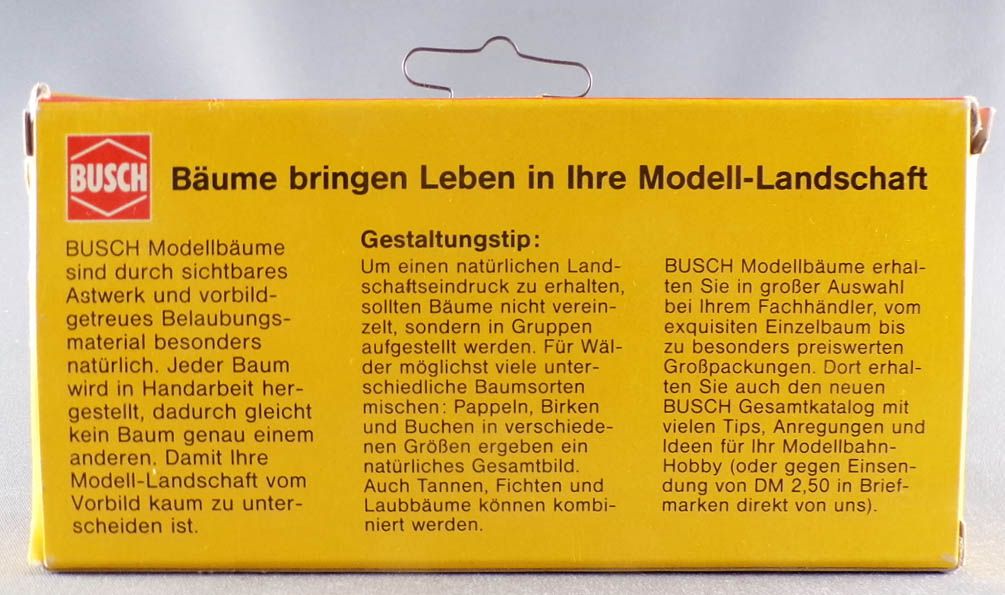 BUSCH
Bäume bringen Leben in Ihre Modell-Landschaft
BUSCH Modellbäume
sind durch sichtbares
Astwerk und vorbild-
getreues Belaubungs-
material besonders
natürlich. Jeder Baum
wird in Handarbeit her-
gestellt, dadurch gleicht
kein Baum genau einem
anderen. Damit Ihre
Modell-Landschaft vom
Vorbild kaum zu unter-
scheiden ist.
Gestaltungstip:
Um einen natürlichen Land-
schaftseindruck zu erhalten,
sollten Bäume nicht verein-
zelt, sondern in Gruppen
aufgestellt werden. Für Wäl-
der möglichst viele unter-
schiedliche Baumsorten
mischen: Pappeln, Birken
und Buchen in verschiede-
nen Größen ergeben ein
natürliches Gesamtbild.
Auch Tannen, Fichten und
Laubbäume können kombi-
niert werden.
BUSCH Modellbäume erhal-
ten Sie in großer Auswahl
bei Ihrem Fachhändler, vom
exquisiten Einzelbaum bis
zu besonders preiswerten
Großpackungen. Dort erhal-
ten Sie auch den neuen
BUSCH Gesamtkatalog mit
vielen Tips, Anregungen und
Ideen für Ihr Modellbahn-
Hobby (oder gegen Einsen-
dung von DM 2,50 in Brief-
marken direkt von uns).